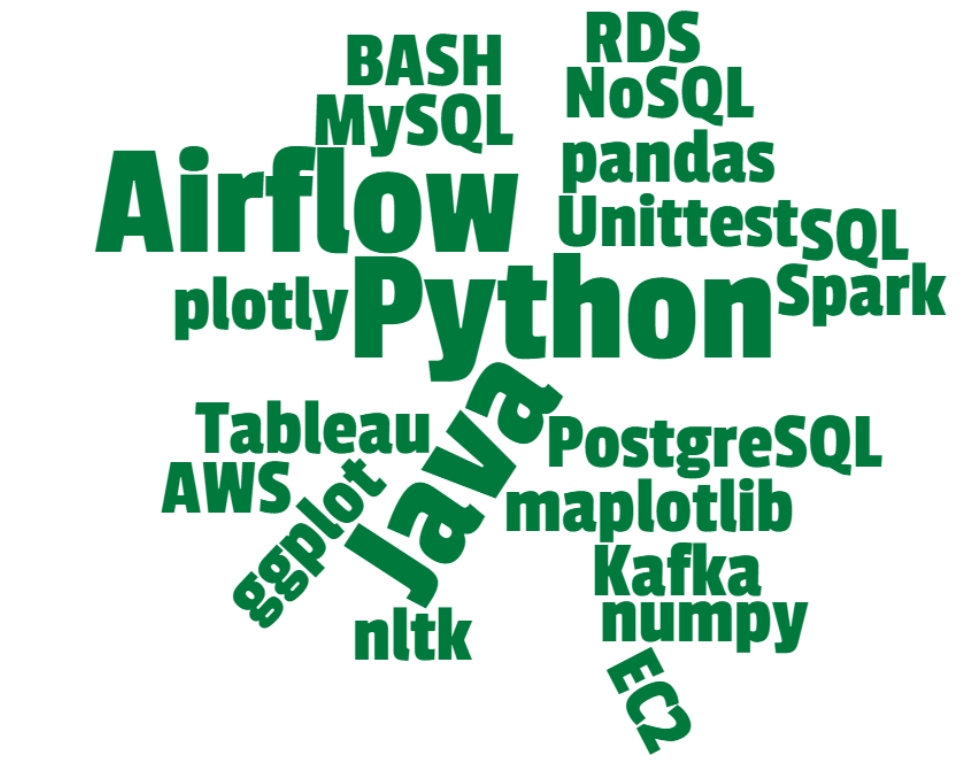 RDS
BASH
NoSQL
MySQL
pandas
Airflow
Unittest
SQL
Python
Spark
plotly
Java
Tableau
PostgreSQL
AWS
ggplot
maplotlib
Kafka
numpy
nltk
EC2